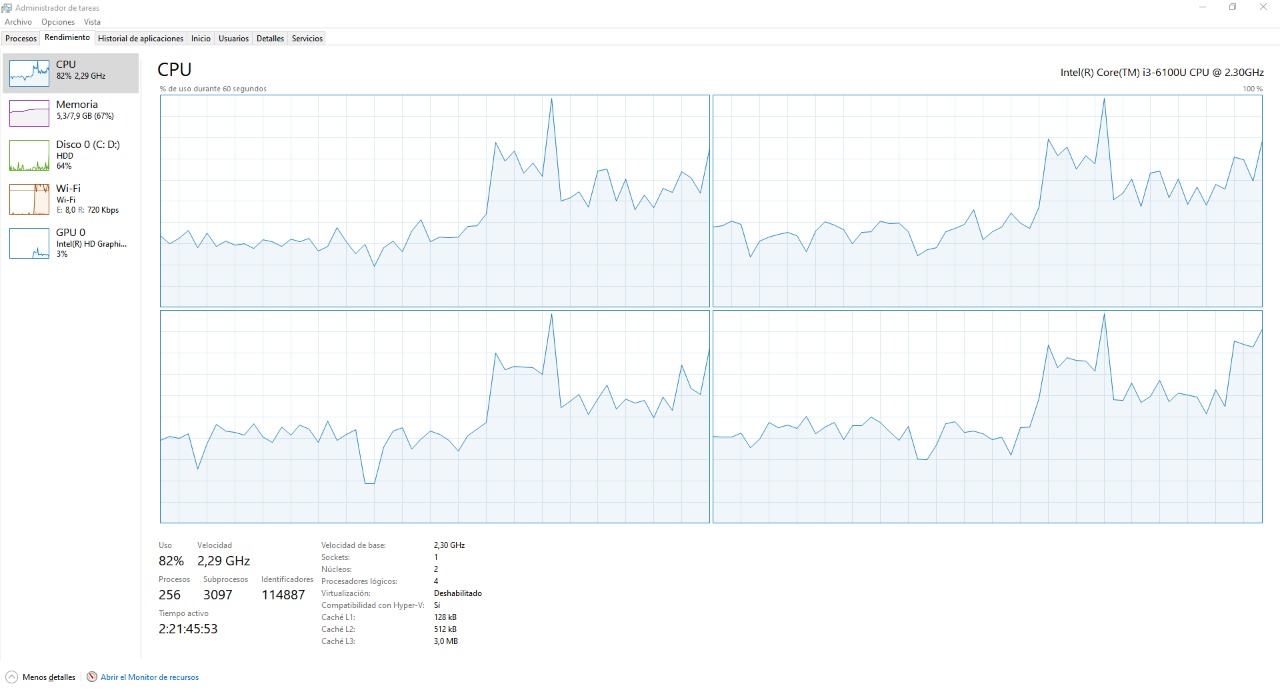 Administrador de tareas
Archivo Opciones Vista
Procesos Rendimiento Historial de aplicaciones Inicio Usuarios Detalles Servicios
CPU
82% 2,29 GHz
Memoria
5,3/7,9 GB (67%)
Disco 0 (C: D:)
HDD
64%
Wi-Fi
Wi-Fi
E: 8,0 R: 720 Kbps
GPU 0
Intel(R) HD Graphi...
3%
CPU
Intel(R) Core(TM) i3-6100U CPU @ 2.30GHz
% de uso durante 60 segundos 100 %
Uso Velocidad
82% 2,29 GHz
Procesos Subprocesos Identificadores
256 3097 114887
Tiempo activo
2:21:45:53
Velocidad de base: 2,30 GHz
Sockets: 1
Núcleos: 2
Procesadores lógicos: 4
Virtualización: Deshabilitado
Compatibilidad con Hyper-V: Sí
Caché L1: 128 kB
Caché L2: 512 kB
Caché L3: 3,0 MB
Menos detalles Abrir el Monitor de recursos